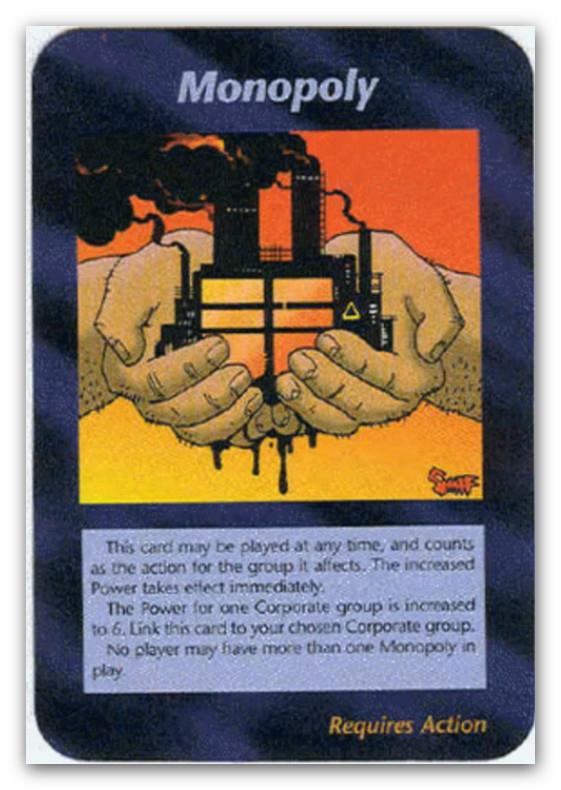 Monopoly
This card may be played at any time, and counts
as the action for the group it affects. The increased
Power takes effect immediately.
The Power for one Corporate group is increased
to 6. Link this card to your chosen Corporate group.
No player may have more than one Monopoly in
play.
Requires Action